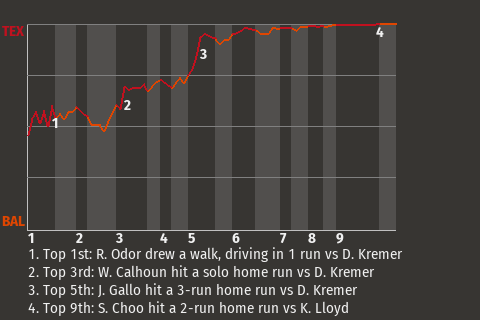 TEX
4
3
2
1
BAL
1 2 3 4 5 6 7 8 9
1. Top 1st: R. Odor drew a walk, driving in 1 run vs D. Kremer
2. Top 3rd: W. Calhoun hit a solo home run vs D. Kremer
3. Top 5th: J. Gallo hit a 3-run home run vs D. Kremer
4. Top 9th: S. Choo hit a 2-run home run vs K. Lloyd